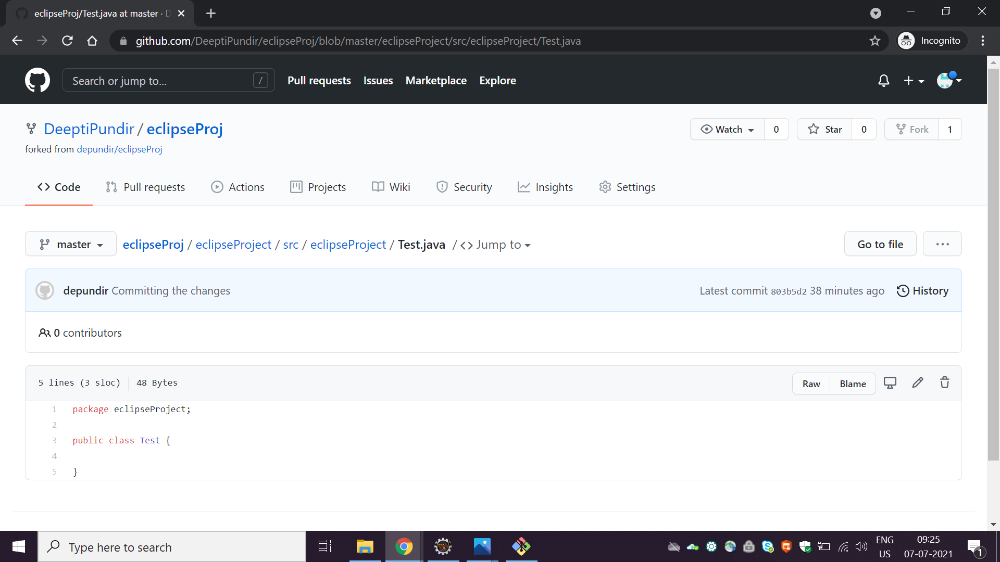 eclipseProj/Test.java at master · D
github.com/DeeptiPundir/eclipseProj/blob/master/eclipseProject/src/eclipseProject/Test.java
Incognito
Search or jump to...
/
Pull requests
Issues
Marketplace
Explore
DeeptiPundir / eclipseProj
Watch 0
Star 0
Fork 1
forked from depundir/eclipseProj
Code
Pull requests
Actions
Projects
Wiki
Security
Insights
Settings
master
eclipseProj / eclipseProject / src / eclipseProject / Test.java / <> Jump to
Go to file
...
depundir Committing the changes
Latest commit 803b5d2 38 minutes ago
History
0 contributors
5 lines (3 sloc)
48 Bytes
Raw
Blame
1 package eclipseProject;
2
3 public class Test {
4
5 }
Type here to search
Java EE
IDE
ENG
US
09:25
07-07-2021
1